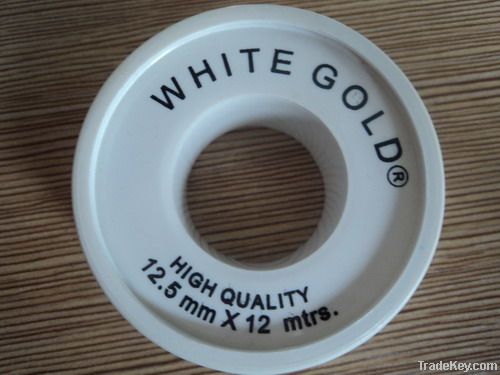 WHITE GOLD®
HIGH QUALITY
12.5 mm X 12 mtrs.
TradeKey.com